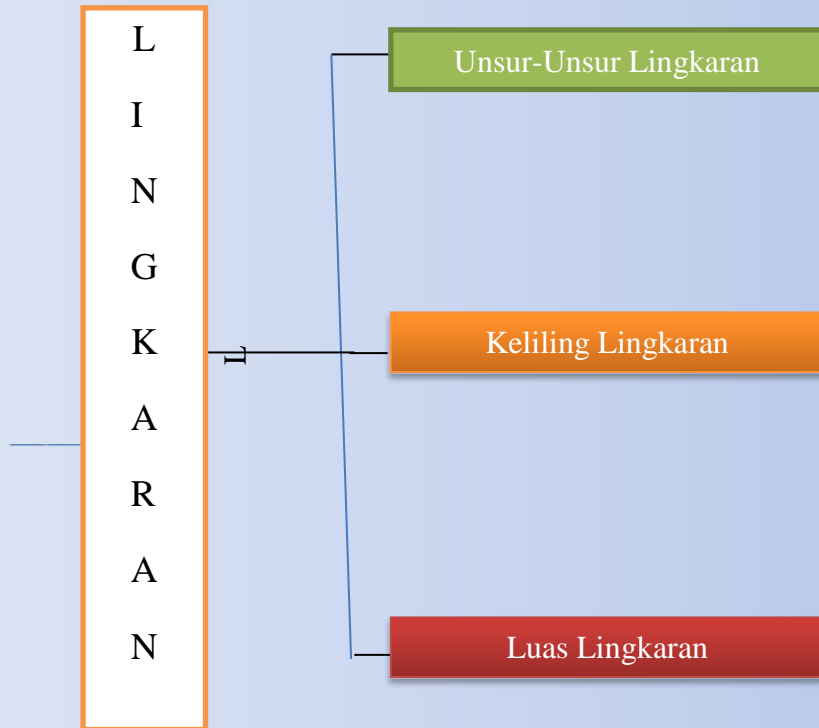 L
I
N
G
K
A
R
A
N
L
Unsur-Unsur Lingkaran
Keliling Lingkaran
Luas Lingkaran